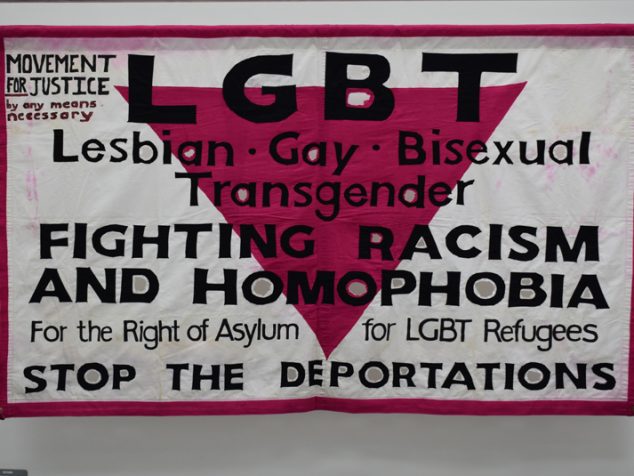 MOVEMENT
FOR JUSTICE
by any means
necessary
LGBT
Lesbian · Gay · Bisexual
Transgender
FIGHTING RACISM
AND HOMOPHOBIA
For the Right of Asylum for LGBT Refugees
STOP THE DEPORTATIONS